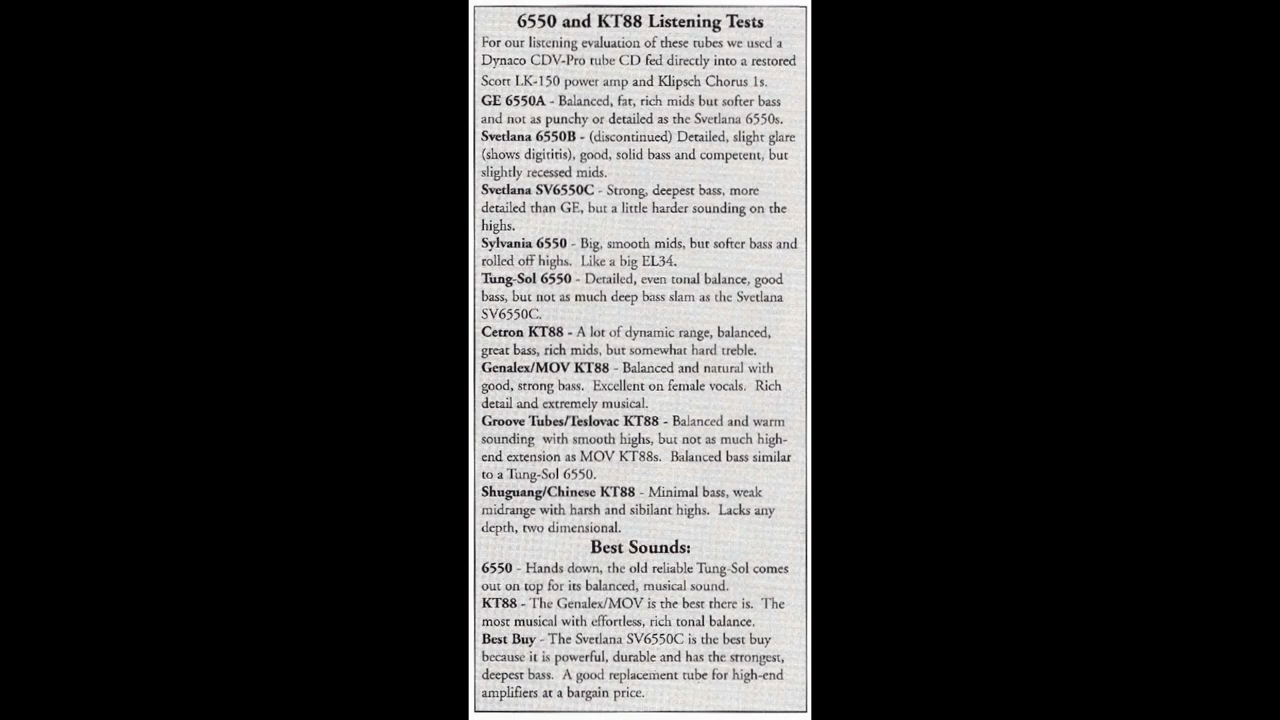 6550 and KT88 Listening Tests
For our listening evaluation of these tubes we used a
Dynaco CDV-Pro tube CD fed directly into a restored
Scott LK-150 power amp and Klipsch Chorus 1s.
GE 6550A - Balanced, fat, rich mids but softer bass
and not as punchy or detailed as the Svetlana 6550s.
Svetlana 6550B - (discontinued) Detailed, slight glare
(shows digititis), good, solid bass and competent, but
slightly recessed mids.
Svetlana SV6550C - Strong, deepest bass, more
detailed than GE, but a little harder sounding on the
highs.
Sylvania 6550 - Big, smooth mids, but softer bass and
rolled off highs. Like a big EL34.
Tung-Sol 6550 - Detailed, even tonal balance, good
bass, but not as much deep bass slam as the Svetlana
SV6550C.
Cetron KT88 - A lot of dynamic range, balanced,
great bass, rich mids, but somewhat hard treble.
Genalex/MOV KT88 - Balanced and natural with
good, strong bass. Excellent on female vocals. Rich
detail and extremely musical.
Groove Tubes/Teslovac KT88 - Balanced and warm
sounding with smooth highs, but not as much high-
end extension as MOV KT88s. Balanced bass similar
to a Tung-Sol 6550.
Shuguang/Chinese KT88 - Minimal bass, weak
midrange with harsh and sibilant highs. Lacks any
depth, two dimensional.
Best Sounds:
6550 - Hands down, the old reliable Tung-Sol comes
out on top for its balanced, musical sound.
KT88 - The Genalex/MOV is the best there is. The
most musical with effortless, rich tonal balance.
Best Buy - The Svetlana SV6550C is the best buy
because it is powerful, durable and has the strongest,
deepest bass. A good replacement tube for high-end
amplifiers at a bargain price.